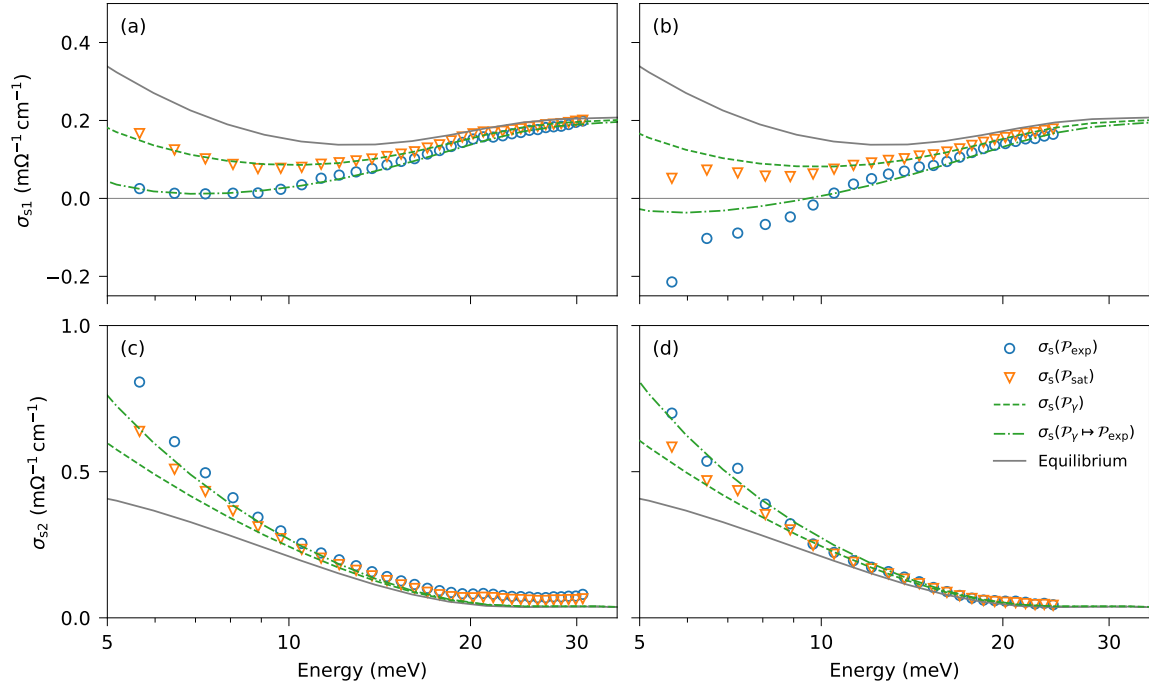 (a)
(b)
0.4
0.2
0.0
−0.2
σs1 (mΩ⁻¹ cm⁻¹)
(c)
(d)
1.0
0.5
0.0
σs2 (mΩ⁻¹ cm⁻¹)
σs(𝒫exp)
σs(𝒫sat)
σs(𝒫γ)
σs(𝒫γ ↦ 𝒫exp)
Equilibrium
5 10 20 30
5 10 20 30
Energy (meV)
Energy (meV)